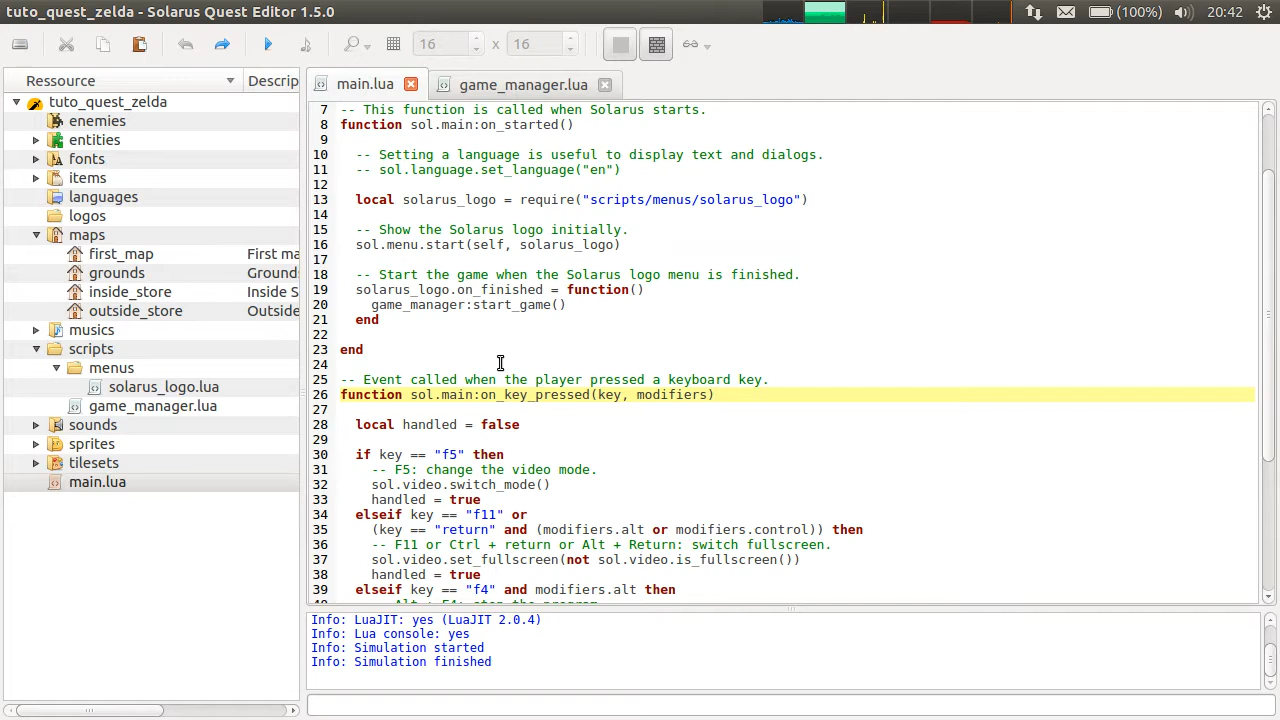 tuto_quest_zelda - Solarus Quest Editor 1.5.0
(100%)
20:42
16 x 16
Ressource
Descrip
tuto_quest_zelda
enemies
entities
fonts
items
languages
logos
maps
first_map First ma
grounds Ground:
inside_store Inside S
outside_store Outside
musics
scripts
menus
solarus_logo.lua
game_manager.lua
sounds
sprites
tilesets
main.lua
main.lua
game_manager.lua
7 -- This function is called when Solarus starts.
8 function sol.main:on_started()
9
10 -- Setting a language is useful to display text and dialogs.
11 -- sol.language.set_language("en")
12
13 local solarus_logo = require("scripts/menus/solarus_logo")
14
15 -- Show the Solarus logo initially.
16 sol.menu.start(self, solarus_logo)
17
18 -- Start the game when the Solarus logo menu is finished.
19 solarus_logo.on_finished = function()
20 game_manager:start_game()
21 end
22
23 end
24
25 -- Event called when the player pressed a keyboard key.
26 function sol.main:on_key_pressed(key, modifiers)
27
28 local handled = false
29
30 if key == "f5" then
31 -- F5: change the video mode.
32 sol.video.switch_mode()
33 handled = true
34 elseif key == "f11" or
35 (key == "return" and (modifiers.alt or modifiers.control)) then
36 -- F11 or Ctrl + return or Alt + Return: switch fullscreen.
37 sol.video.set_fullscreen(not sol.video.is_fullscreen())
38 handled = true
39 elseif key == "f4" and modifiers.alt then
40 -- Alt + F4: stop the program.
Info: LuaJIT: yes (LuaJIT 2.0.4)
Info: Lua console: yes
Info: Simulation started
Info: Simulation finished